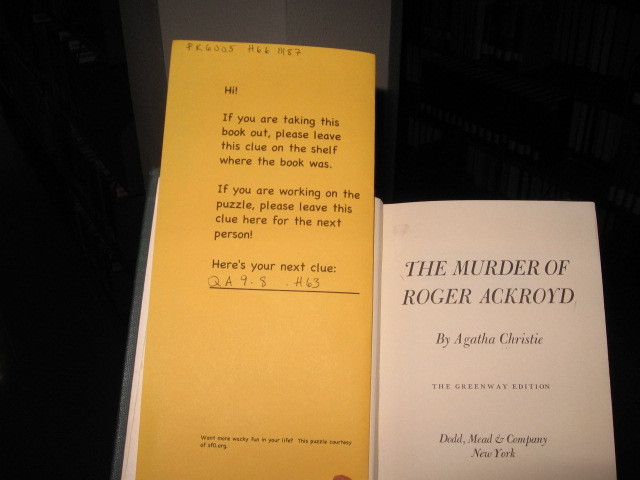 PR6005 H66 M87
Hi!
If you are taking this
book out, please leave
this clue on the shelf
where the book was.
If you are working on the
puzzle, please leave this
clue here for the next
person!
Here's your next clue:
QA 9.8 .H63
Want more wacky fun in your life? This puzzle courtesy
of sf0.org.
THE MURDER OF
ROGER ACKROYD
By Agatha Christie
THE GREENWAY EDITION
Dodd, Mead & Company
New York